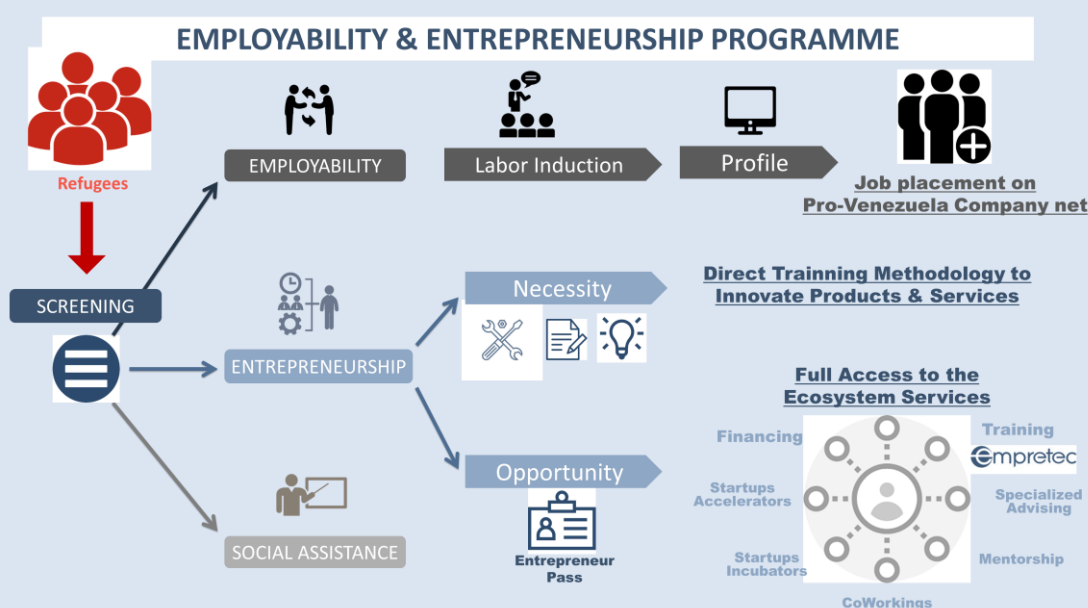 EMPLOYABILITY & ENTREPRENEURSHIP PROGRAMME
Refugees
SCREENING
EMPLOYABILITY
Labor Induction
Profile
Job placement on
Pro-Venezuela Company net
ENTREPRENEURSHIP
Necessity
Direct Trainning Methodology to
Innovate Products & Services
Opportunity
Entrepreneur
Pass
Full Access to the
Ecosystem Services
Financing
Training
empretec
Startups
Accelerators
Specialized
Advising
Startups
Incubators
Mentorship
CoWorkings
SOCIAL ASSISTANCE